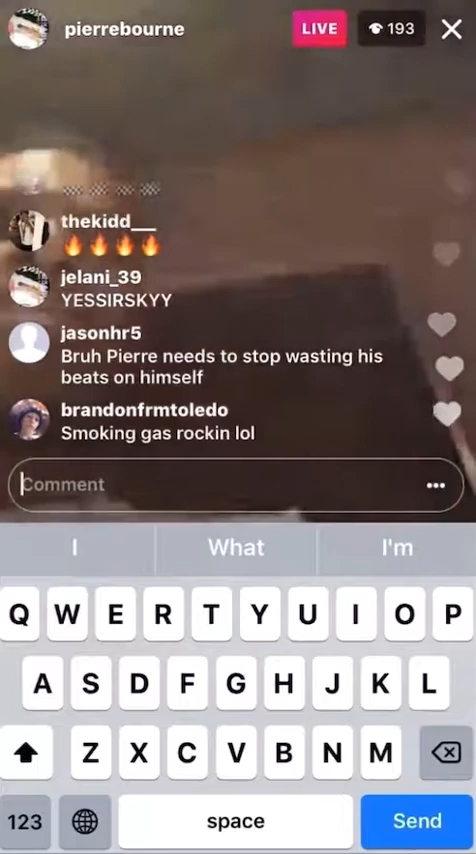 pierrebourne
LIVE
193
thekidd__
🔥🔥🔥🔥
jelani_39
YESSIRSKYY
jasonhr5
Bruh Pierre needs to stop wasting his
beats on himself
brandonfrmtoledo
Smoking gas rockin lol
Comment
I What I'm
Q W E R T Y U I O P
A S D F G H J K L
Z X C V B N M
123 space Send